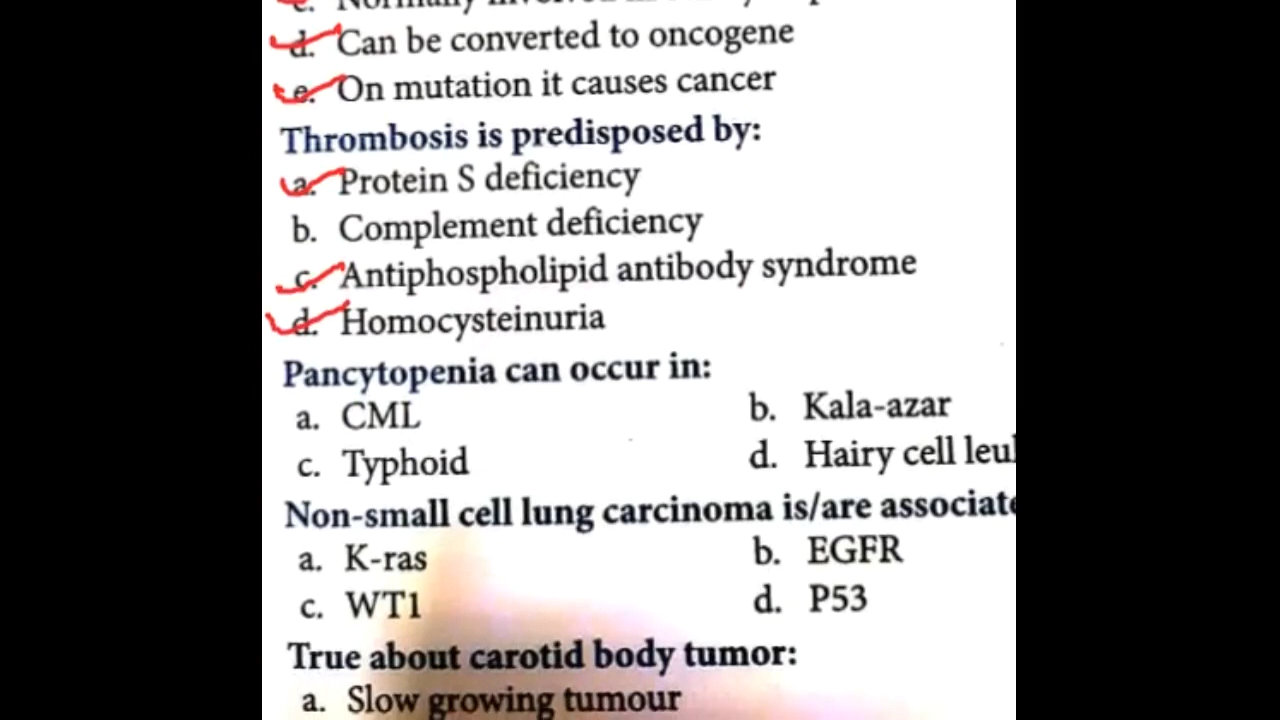 d. Can be converted to oncogene
e. On mutation it causes cancer
Thrombosis is predisposed by:
a. Protein S deficiency
b. Complement deficiency
c. Antiphospholipid antibody syndrome
d. Homocysteinuria
Pancytopenia can occur in:
a. CML b. Kala-azar
c. Typhoid d. Hairy cell
Non-small cell lung carcinoma is/are
a. K-ras b. EGFR
c. WT1 d. P53
True about carotid body tumor:
a. Slow growing tumour